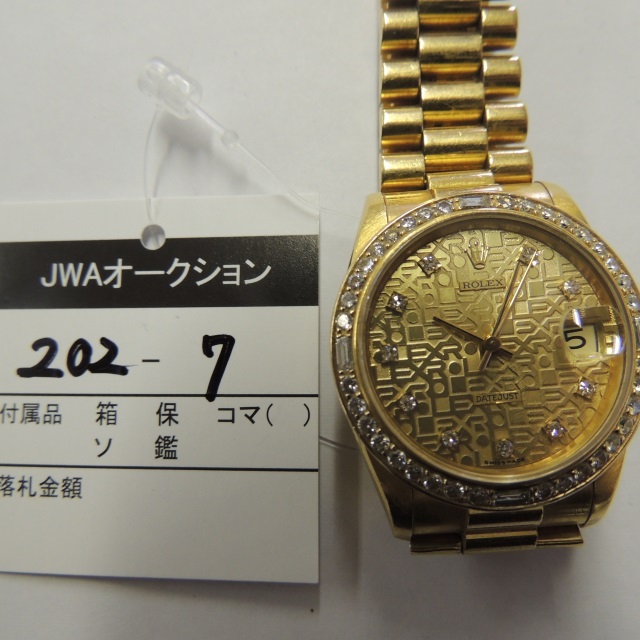 JWAオークション
202-7
付属品 箱 保 コマ( )
ソ 鑑
落札金額
ROLEX
DATEJUST
5